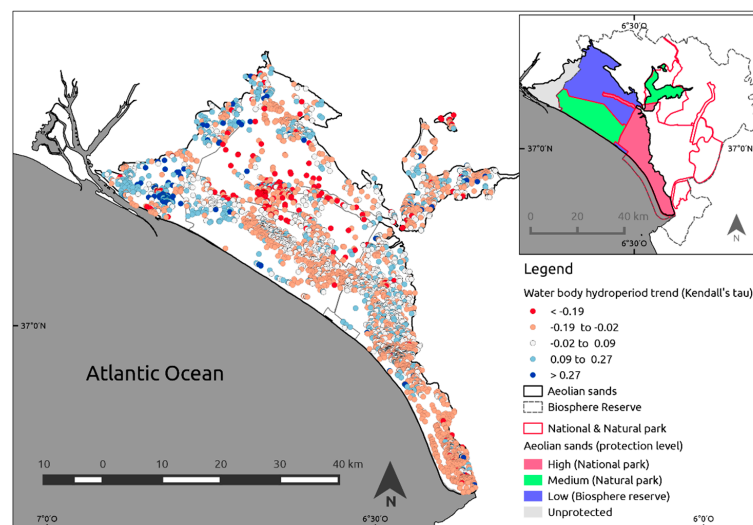 6°30'O
37°0'N
37°0'N
0 20 40 km
N
6°30'O
Legend
Water body hydroperiod trend (Kendall's tau)
< -0.19
-0.19 to -0.02
-0.02 to 0.09
0.09 to 0.27
> 0.27
Aeolian sands
Biosphere Reserve
National & Natural park
Aeolian sands (protection level)
High (National park)
Medium (Natural park)
Low (Biosphere reserve)
Unprotected
37°0'N
Atlantic Ocean
10 0 10 20 30 40 km
N
7°0'O
6°30'O
6°0'O